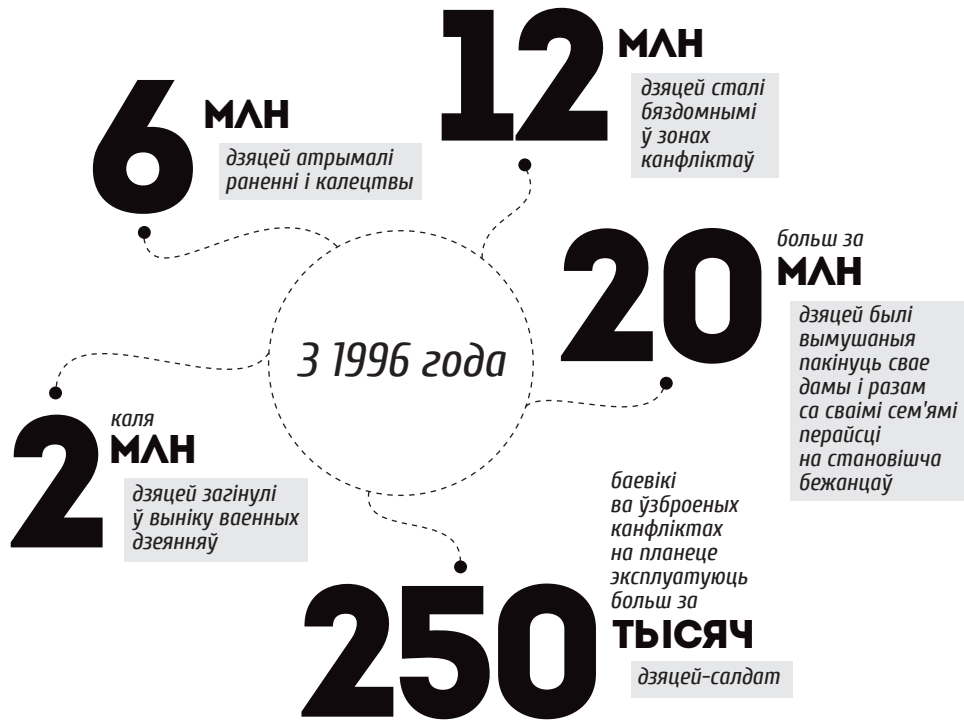 12 МЛН
дзяцей сталі
бяздомнымі
ў зонах
канфліктаў
6 МЛН
дзяцей атрымалі
раненні і калецтвы
20
больш за
МЛН
дзяцей былі
вымушаныя
пакінуць свае
дамы і разам
са сваімі сем'ямі
перайсці
на становішча
бежанцаў
З 1996 года
2
каля
МЛН
дзяцей загінулі
ў выніку ваенных
дзеянняў
баевікі
ва ўзброеных
канфліктах
на планеце
эксплуатуюць
больш за
250 ТЫСЯЧ
дзяцей-салдат